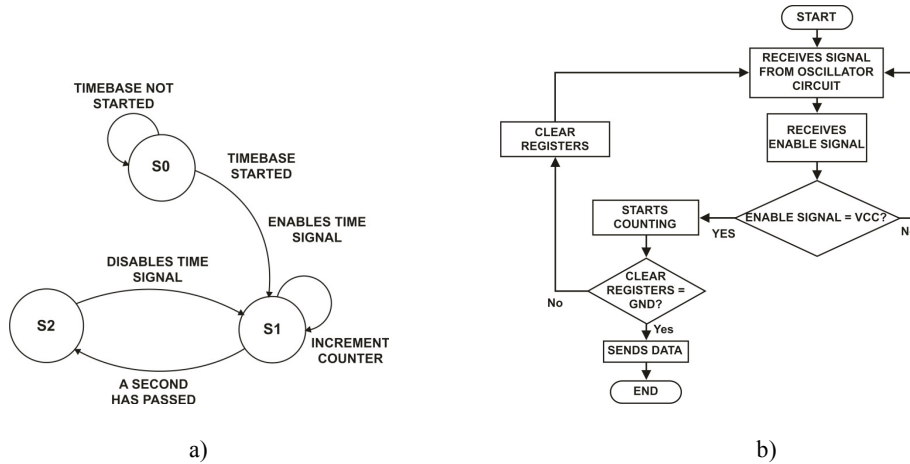 TIMEBASE NOT
STARTED
S0
TIMEBASE
STARTED
ENABLES TIME
SIGNAL
DISABLES TIME
SIGNAL
S2
S1
INCREMENT
COUNTER
A SECOND
HAS PASSED
a)
START
RECEIVES SIGNAL
FROM OSCILLATOR
CIRCUIT
CLEAR
REGISTERS
RECEIVES
ENABLE SIGNAL
STARTS
COUNTING
YES
ENABLE SIGNAL = VCC?
CLEAR
REGISTERS =
GND?
No
Yes
SENDS DATA
END
b)